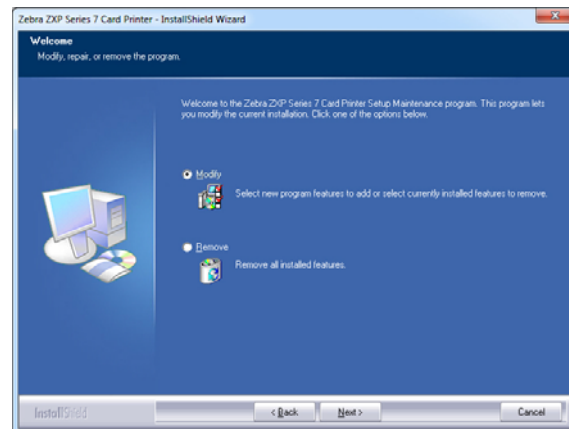 Zebra ZXP Series 7 Card Printer - InstallShield Wizard
Welcome
Modify, repair, or remove the program.
Welcome to the Zebra ZXP Series 7 Card Printer Setup Maintenance program. This program lets
you modify the current installation. Click one of the options below.
Modify
Select new program features to add or select currently installed features to remove.
Remove
Remove all installed features.
InstallShield
< Back
Next >
Cancel